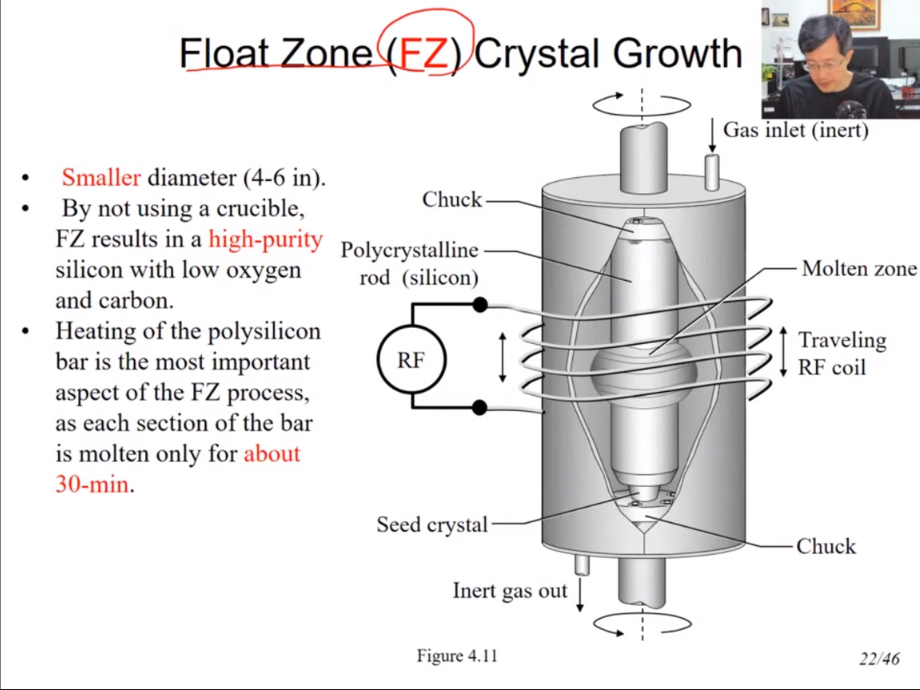 Float Zone (FZ) Crystal Growth
• Smaller diameter (4-6 in).
• By not using a crucible,
FZ results in a high-purity
silicon with low oxygen
and carbon.
• Heating of the polysilicon
bar is the most important
aspect of the FZ process,
as each section of the bar
is molten only for about
30-min.
Gas inlet (inert)
Chuck
Polycrystalline
rod (silicon)
Molten zone
RF
Traveling
RF coil
Seed crystal
Chuck
Inert gas out
Figure 4.11
22/46